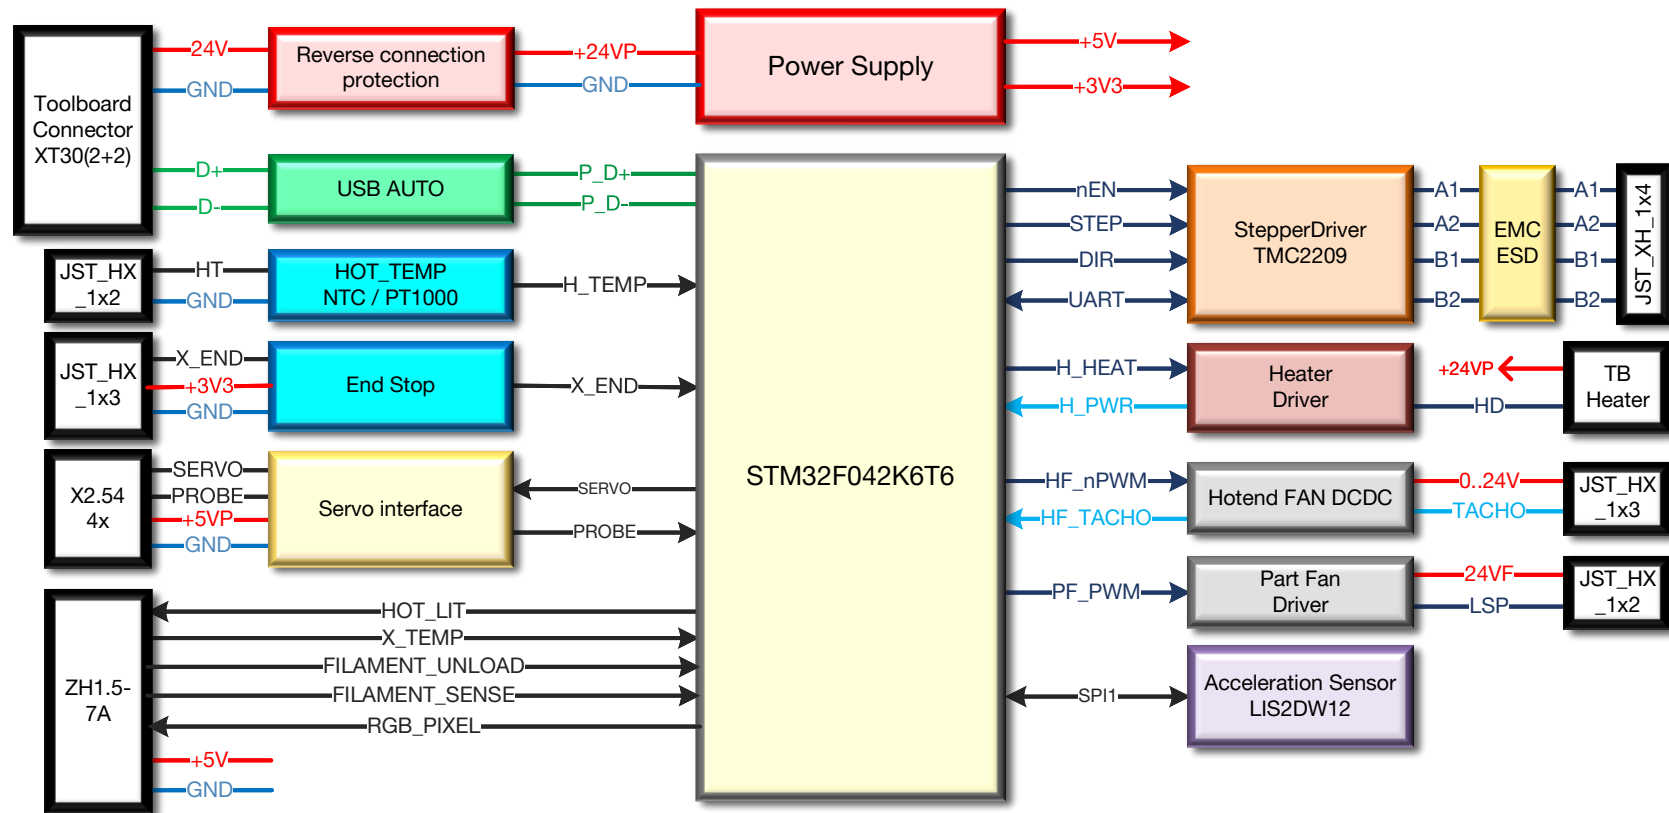 Toolboard
Connector
XT30(2+2)
24V
GND
D+
D-
Reverse connection
protection
+24VP
GND
Power Supply
+5V
+3V3
USB AUTO
P_D+
P_D-
JST_HX
_1x2
HT
GND
HOT_TEMP
NTC / PT1000
H_TEMP
JST_HX
_1x3
X_END
+3V3
GND
End Stop
X_END
X2.54
4x
SERVO
PROBE
+5VP
GND
Servo interface
SERVO
PROBE
ZH1.5-
7A
HOT_LIT
X_TEMP
FILAMENT_UNLOAD
FILAMENT_SENSE
RGB_PIXEL
+5V
GND
STM32F042K6T6
nEN
STEP
DIR
UART
StepperDriver
TMC2209
A1
A2
B1
B2
EMC
ESD
A1
A2
B1
B2
JST_XH_1x4
H_HEAT
H_PWR
Heater
Driver
+24VP
HD
TB
Heater
HF_nPWM
HF_TACHO
Hotend FAN DCDC
0..24V
TACHO
JST_HX
_1x3
PF_PWM
Part Fan
Driver
24VF
LSP
JST_HX
_1x2
SPI1
Acceleration Sensor
LIS2DW12